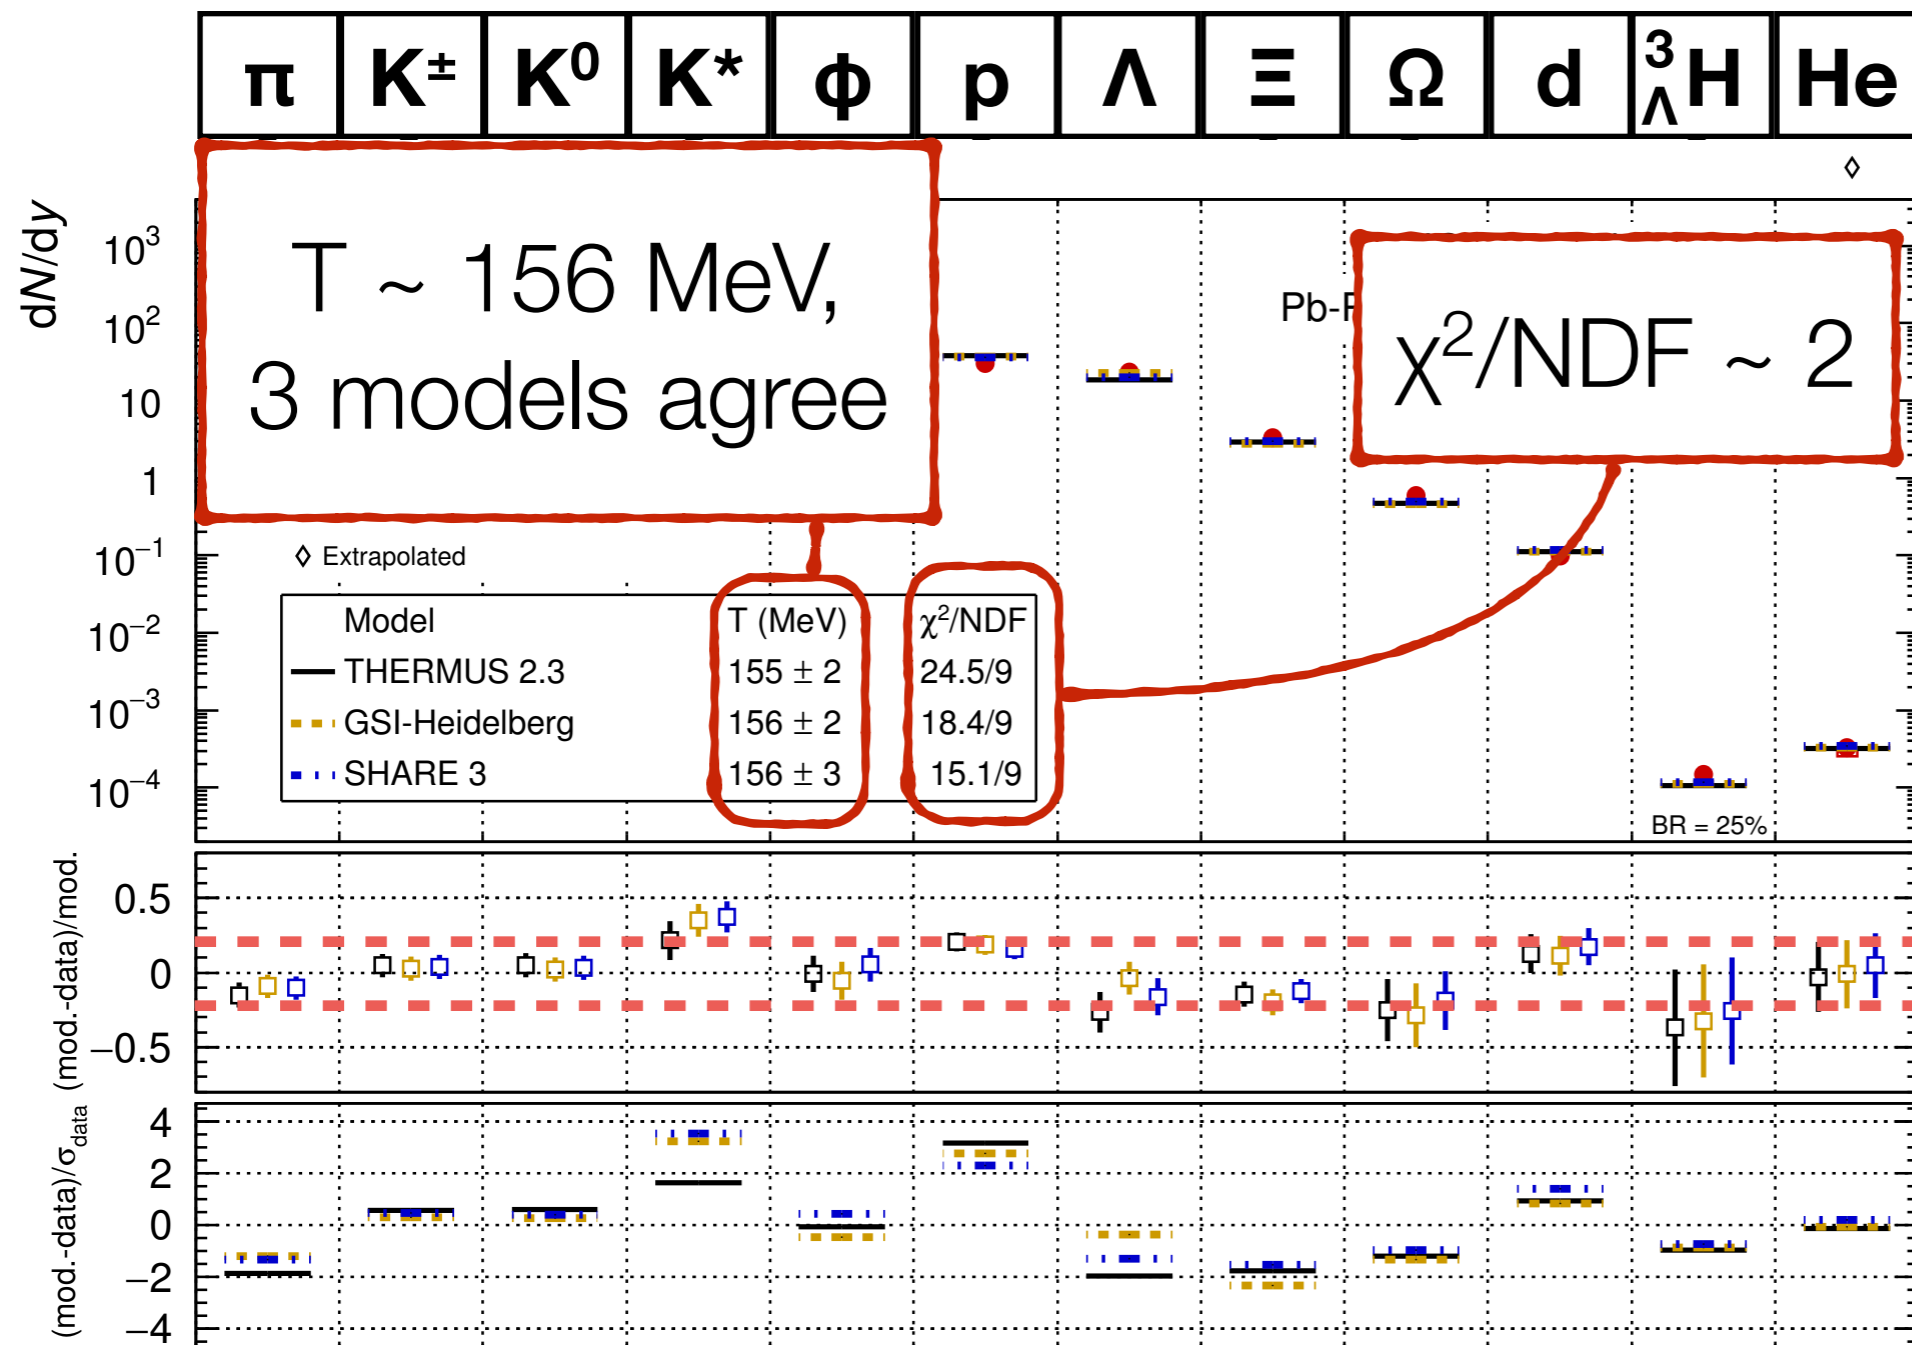 π K± K⁰ K* ϕ p Λ Ξ Ω d ³ΛH He
T ~ 156 MeV,
3 models agree
χ²/NDF ~ 2
dN/dy
10³
10²
10
1
10⁻¹
10⁻²
10⁻³
10⁻⁴
◊ Extrapolated
Model T (MeV) χ²/NDF
THERMUS 2.3 155 ± 2 24.5/9
GSI-Heidelberg 156 ± 2 18.4/9
SHARE 3 156 ± 3 15.1/9
BR = 25%
(mod.-data)/mod.
0.5
0
−0.5
(mod.-data)/σdata
4
2
0
−2
−4